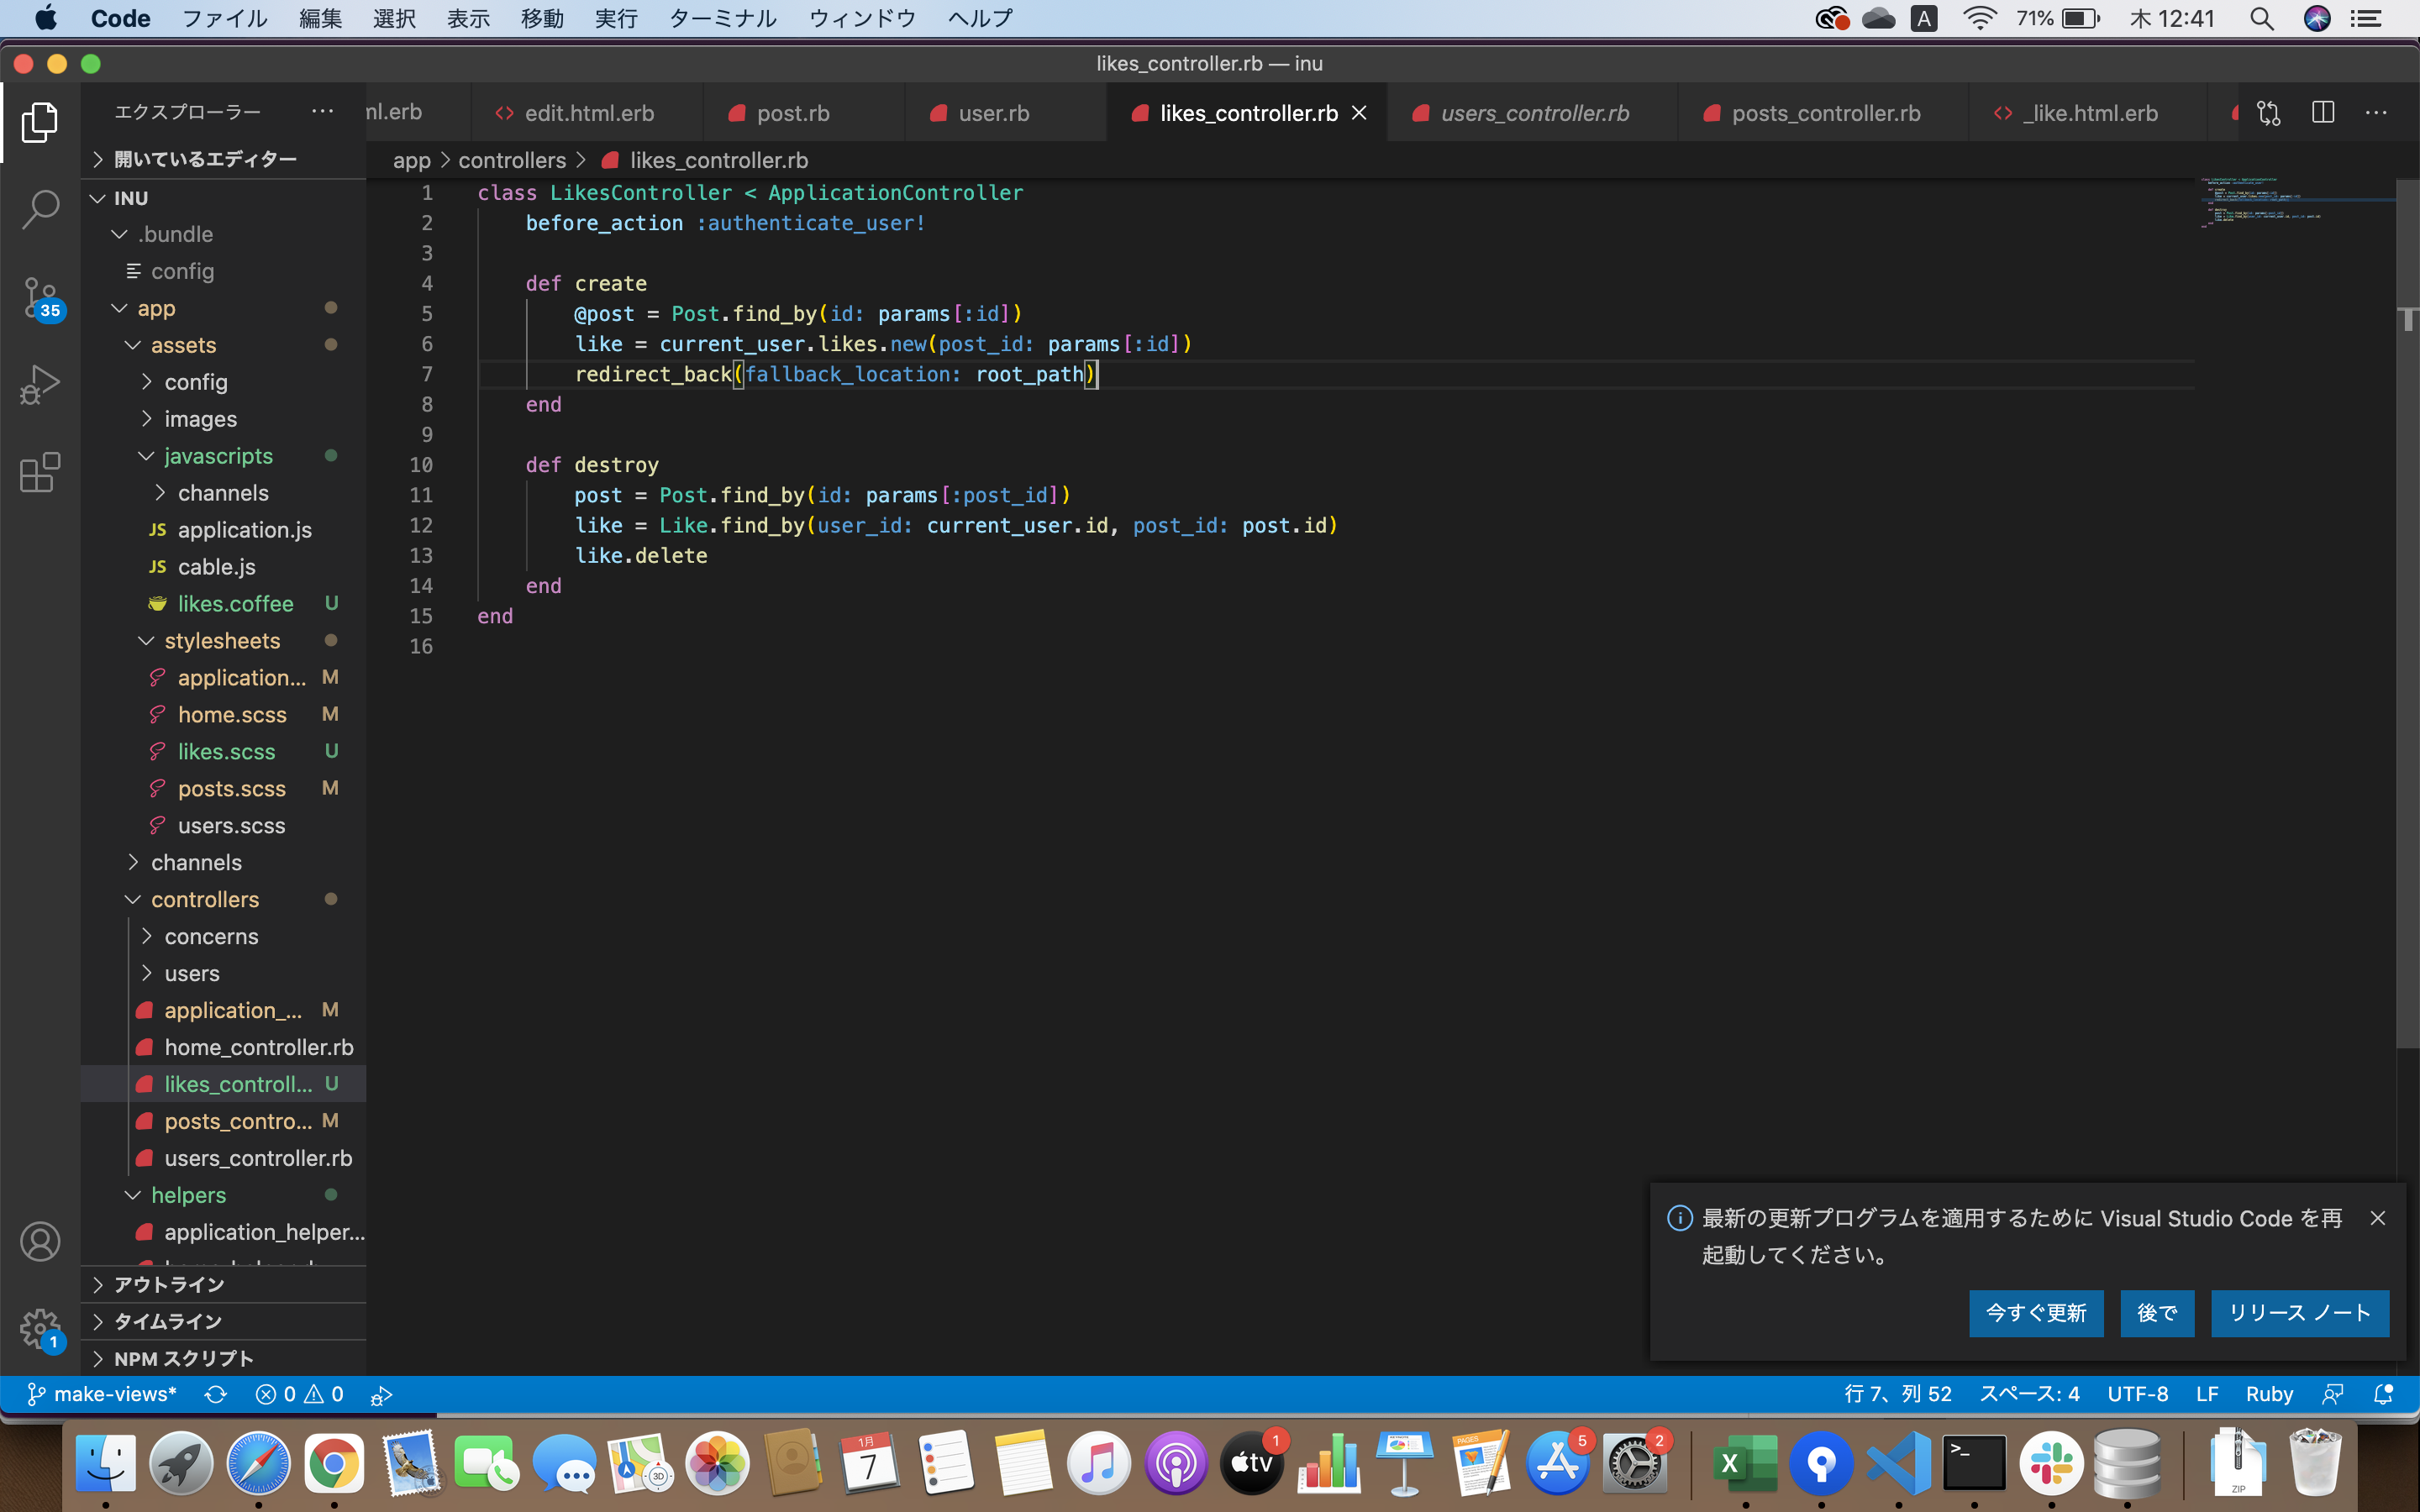 Code ファイル 編集 選択 表示 移動 実行 ターミナル ウィンドウ ヘルプ A 71% 木 12:41
likes_controller.rb — inu
エクスプローラー ml.erb edit.html.erb post.rb user.rb likes_controller.rb users_controller.rb posts_controller.rb _like.html.erb
app > controllers > likes_controller.rb
開いているエディター
INU
.bundle
config
app
assets
config
images
javascripts
channels
JS application.js
JS cable.js
likes.coffee U
stylesheets
application... M
home.scss M
likes.scss U
posts.scss M
users.scss
channels
controllers
concerns
users
application_... M
home_controller.rb
likes_controll... U
posts_contro... M
users_controller.rb
helpers
application_helper...
アウトライン
タイムライン
NPM スクリプト
35
1
1 class LikesController < ApplicationController
2 before_action :authenticate_user!
3
4 def create
5 @post = Post.find_by(id: params[:id])
6 like = current_user.likes.new(post_id: params[:id])
7 redirect_back(fallback_location: root_path)
8 end
9
10 def destroy
11 post = Post.find_by(id: params[:post_id])
12 like = Like.find_by(user_id: current_user.id, post_id: post.id)
13 like.delete
14 end
15 end
16
最新の更新プログラムを適用するために Visual Studio Code を再
起動してください。
今すぐ更新 後で リリース ノート
make-views* 0 0 行 7、列 52 スペース: 4 UTF-8 LF Ruby
1月
7
3D
tv
1
PAGES
5
2
X
>_
ZIP